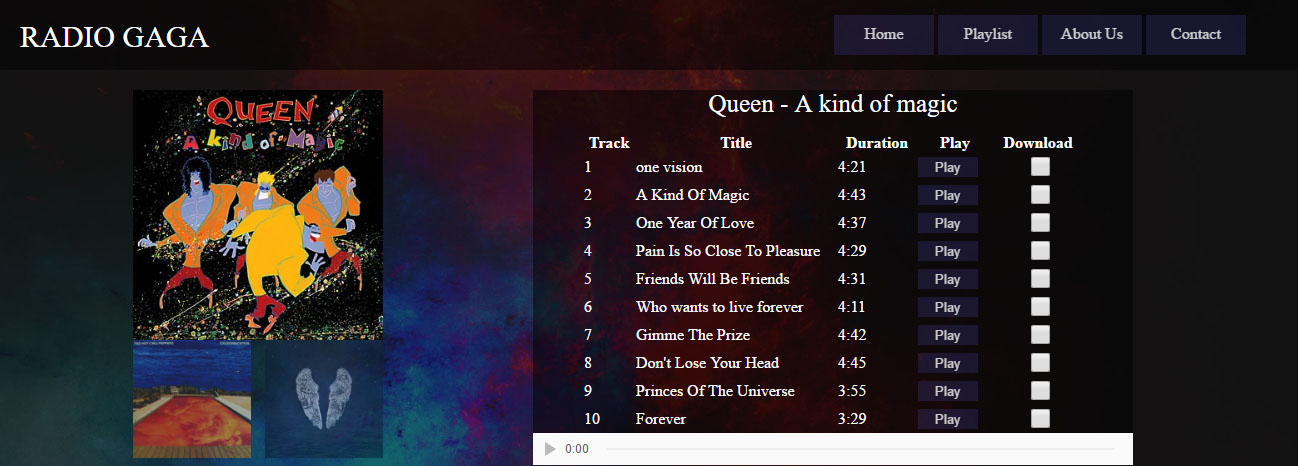 RADIO GAGA
Home Playlist About Us Contact
QUEEN
A kind of Magic
Queen - A kind of magic
Track Title Duration Play Download
1 one vision 4:21 Play
2 A Kind Of Magic 4:43 Play
3 One Year Of Love 4:37 Play
4 Pain Is So Close To Pleasure 4:29 Play
5 Friends Will Be Friends 4:31 Play
6 Who wants to live forever 4:11 Play
7 Gimme The Prize 4:42 Play
8 Don't Lose Your Head 4:45 Play
9 Princes Of The Universe 3:55 Play
10 Forever 3:29 Play
0:00